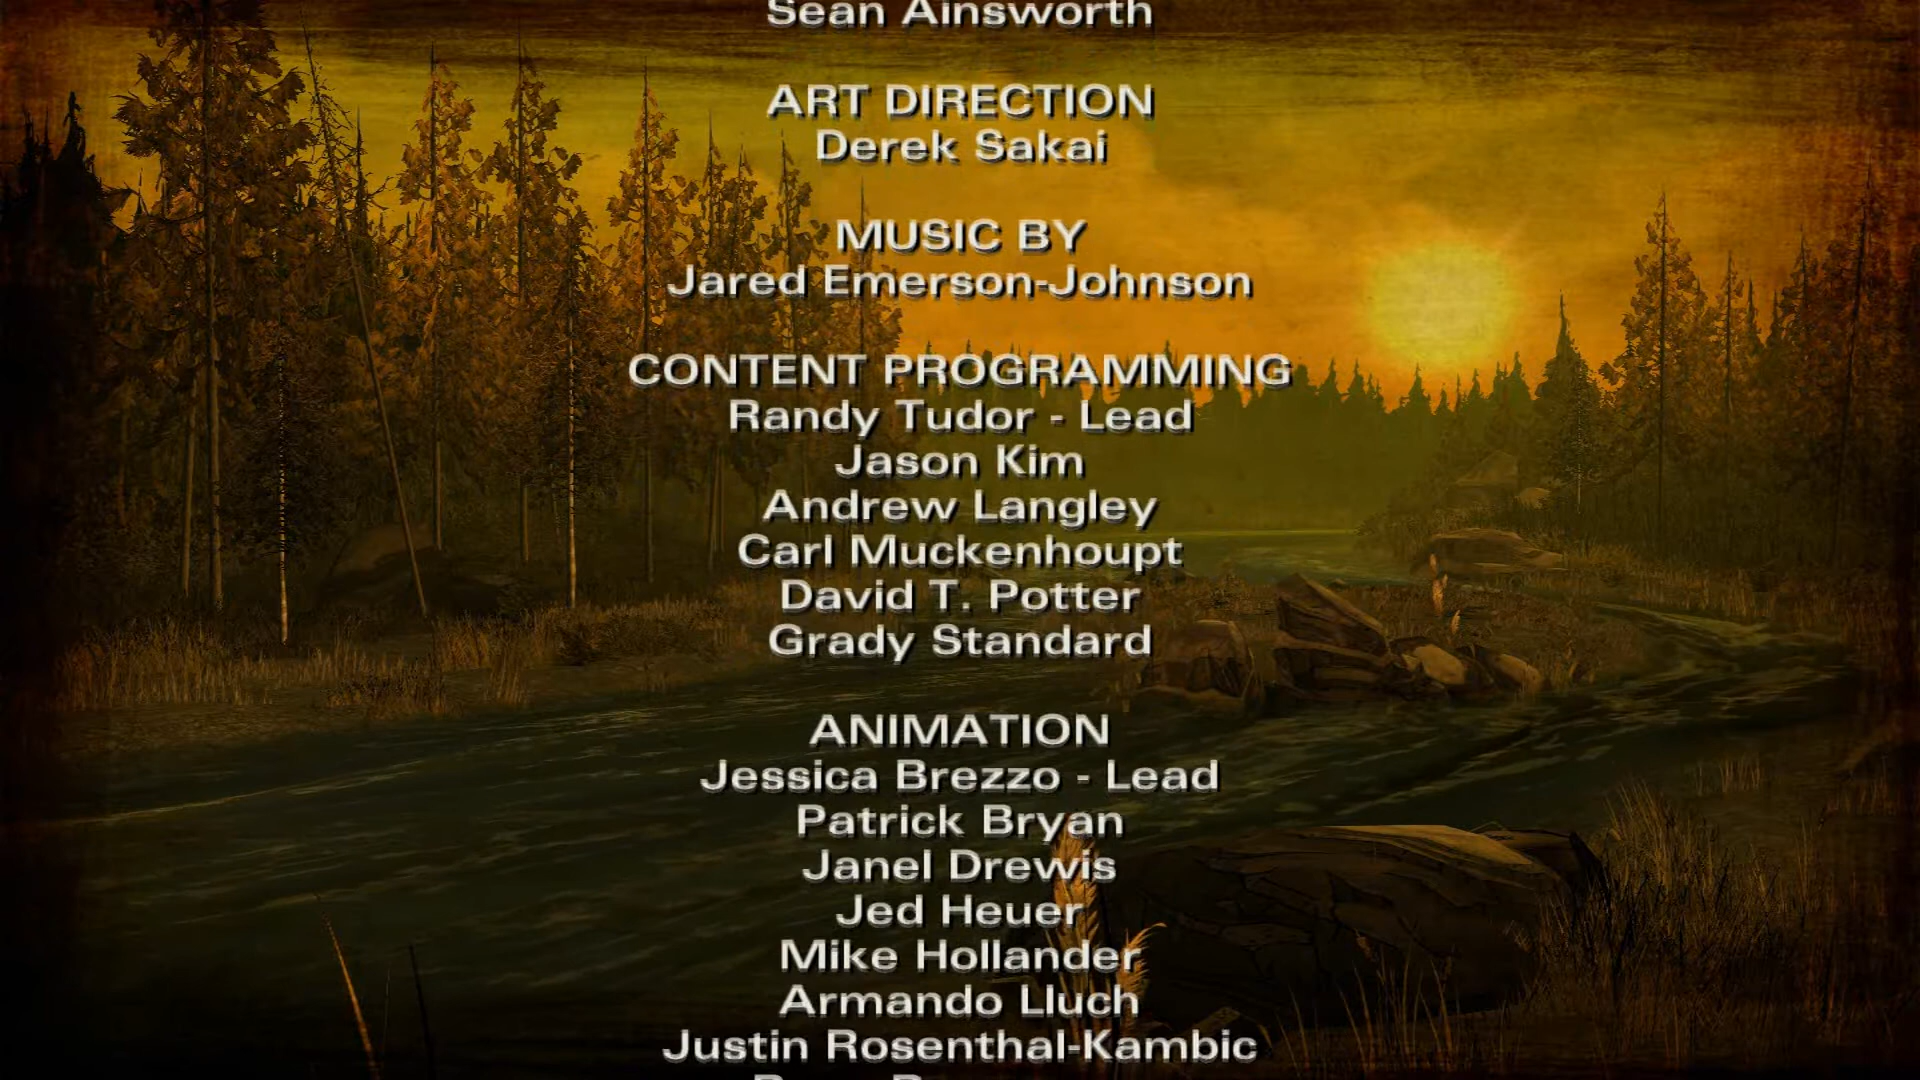 Sean Ainsworth
ART DIRECTION
Derek Sakai
MUSIC BY
Jared Emerson-Johnson
CONTENT PROGRAMMING
Randy Tudor - Lead
Jason Kim
Andrew Langley
Carl Muckenhoupt
David T. Potter
Grady Standard
ANIMATION
Jessica Brezzo - Lead
Patrick Bryan
Janel Drewis
Jed Heuer
Mike Hollander
Armando Lluch
Justin Rosenthal-Kambic